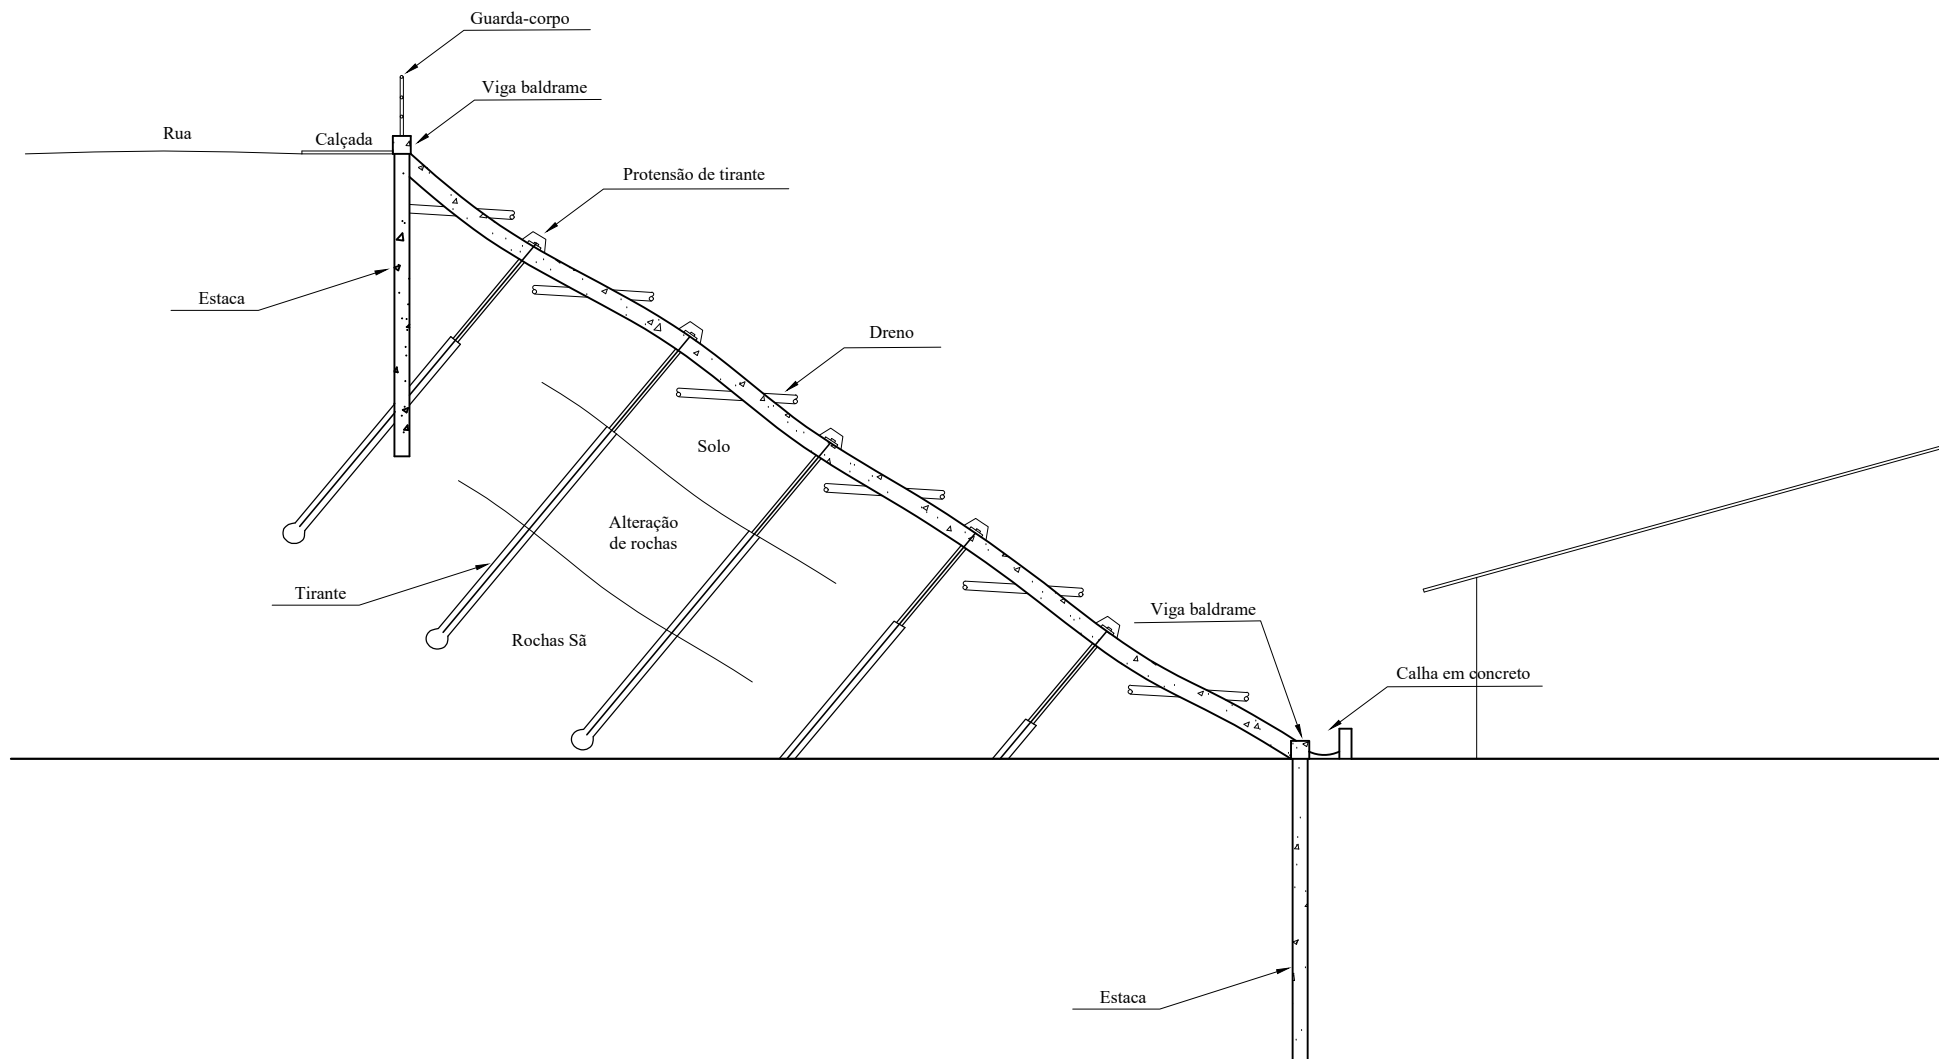 Guarda-corpo
Viga baldrame
Rua
Calçada
Protensão de tirante
Estaca
Dreno
Solo
Alteração
de rochas
Tirante
Rochas Sã
Viga baldrame
Calha em concreto
Estaca